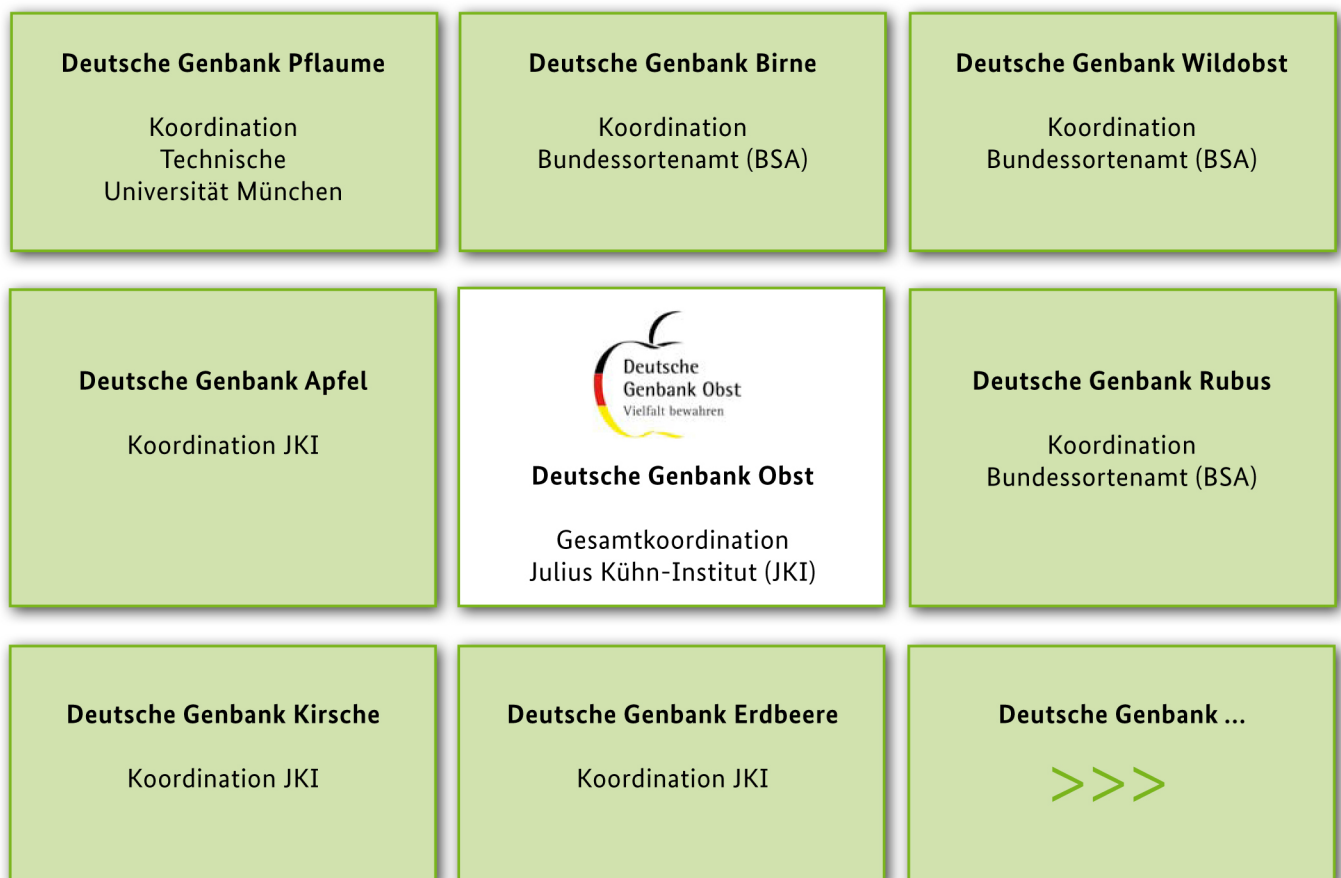 Deutsche Genbank Pflaume
Koordination
Technische
Universität München
Deutsche Genbank Birne
Koordination
Bundessortenamt (BSA)
Deutsche Genbank Wildobst
Koordination
Bundessortenamt (BSA)
Deutsche Genbank Apfel
Koordination JKI
Deutsche
Genbank Obst
Vielfalt bewahren
Deutsche Genbank Obst
Gesamtkoordination
Julius Kühn-Institut (JKI)
Deutsche Genbank Rubus
Koordination
Bundessortenamt (BSA)
Deutsche Genbank Kirsche
Koordination JKI
Deutsche Genbank Erdbeere
Koordination JKI
Deutsche Genbank ...
>>>